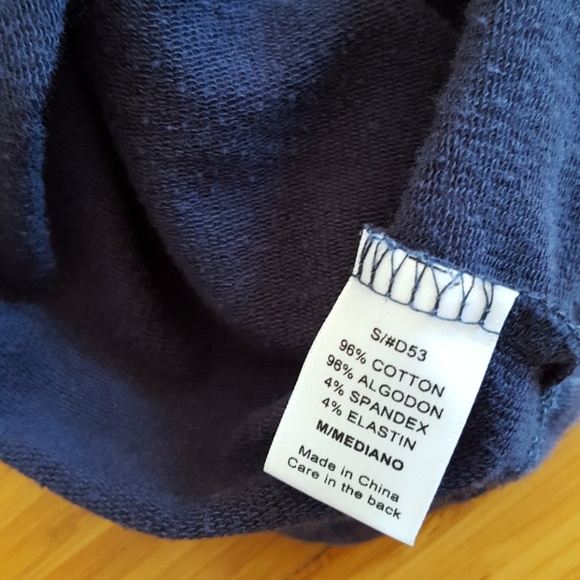 S/#D53
96% COTTON
96% ALGODON
4% SPANDEX
4% ELASTIN
M/MEDIANO
Made in China
Care in the back